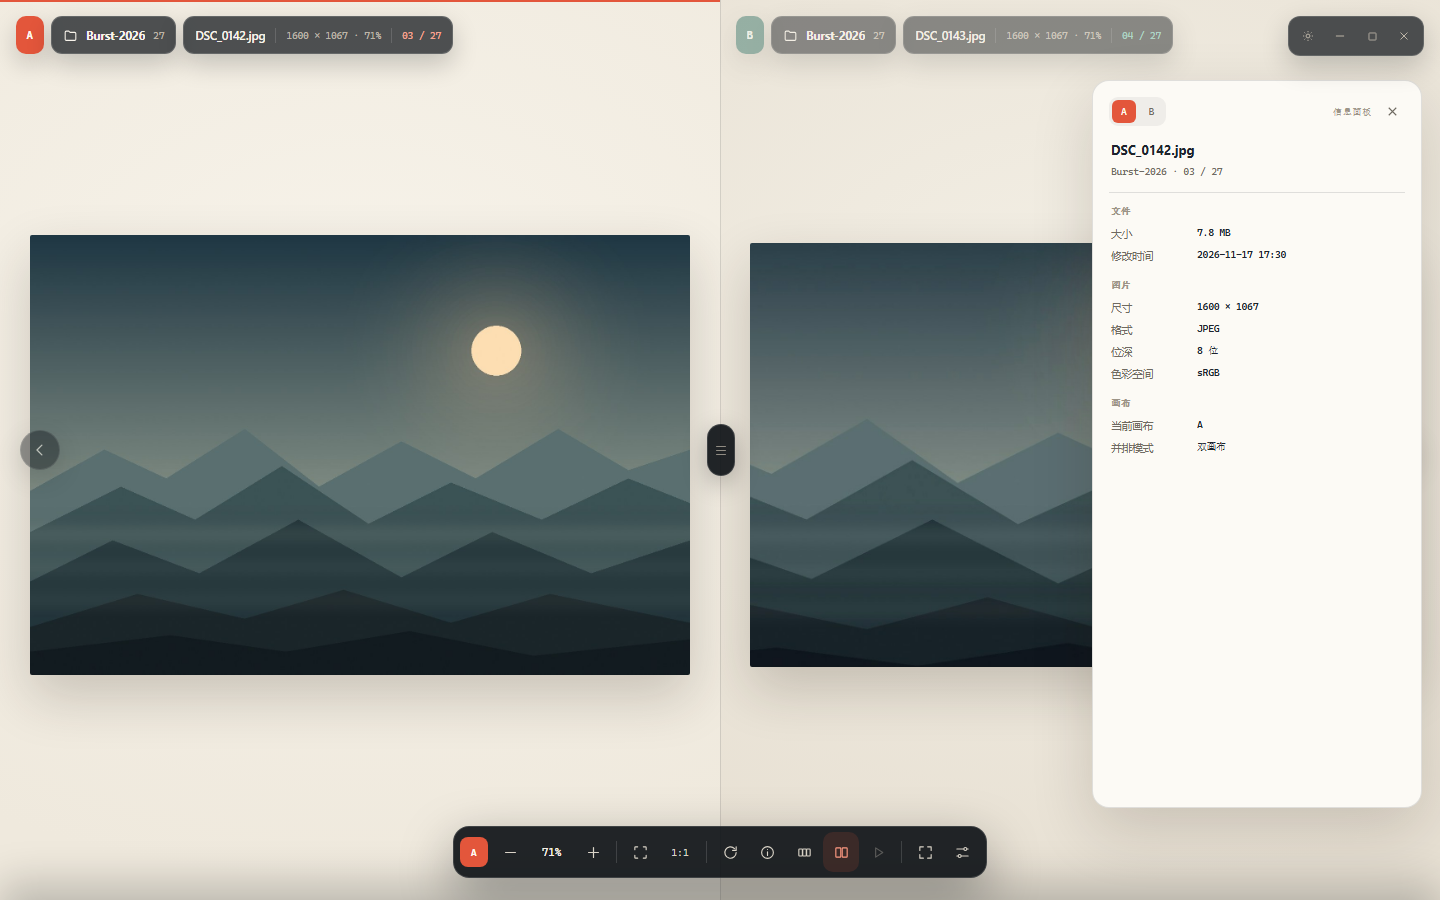 A Burst-2026 27 DSC_0142.jpg 1600 × 1067 · 71% 03 / 27
B Burst-2026 27 DSC_0143.jpg 1600 × 1067 · 71% 04 / 27
A B 信息面板
DSC_0142.jpg
Burst-2026 · 03 / 27
文件
大小 7.8 MB
修改时间 2026-11-17 17:30
图片
尺寸 1600 × 1067
格式 JPEG
位深 8 位
色彩空间 sRGB
画布
当前画布 A
并排模式 双画布
A 71% 1:1